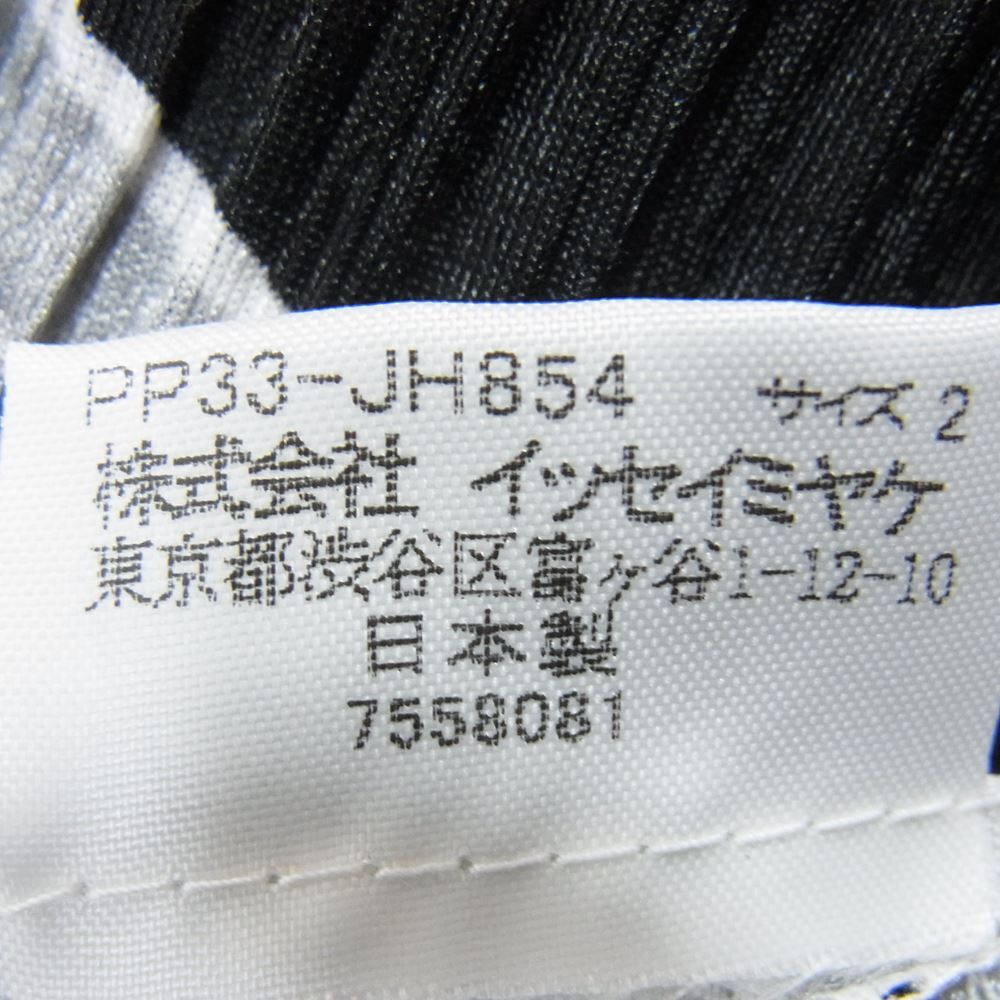 PP33-JH854 サイズ 2
株式会社 イッセイミヤケ
東京都渋谷区富ヶ谷1-12-10
日本製
7558081